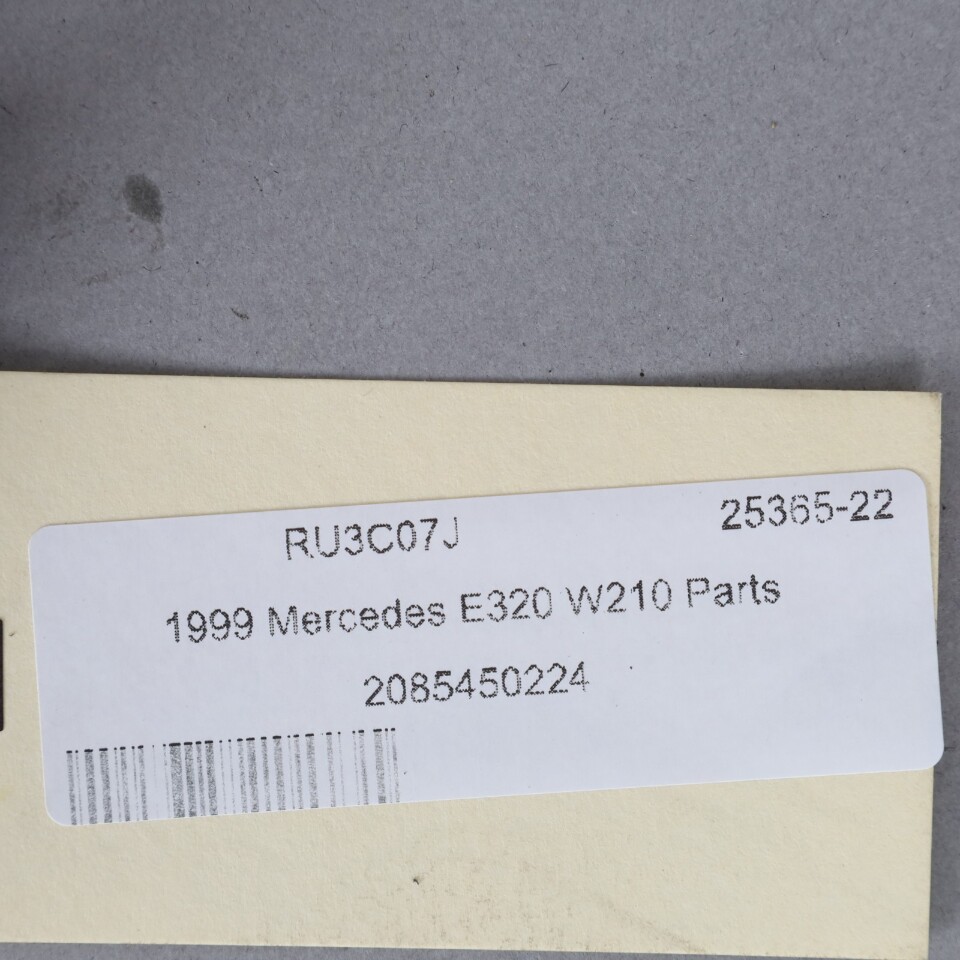 RU3C07J 25365-22
1999 Mercedes E320 W210 Parts
2085450224